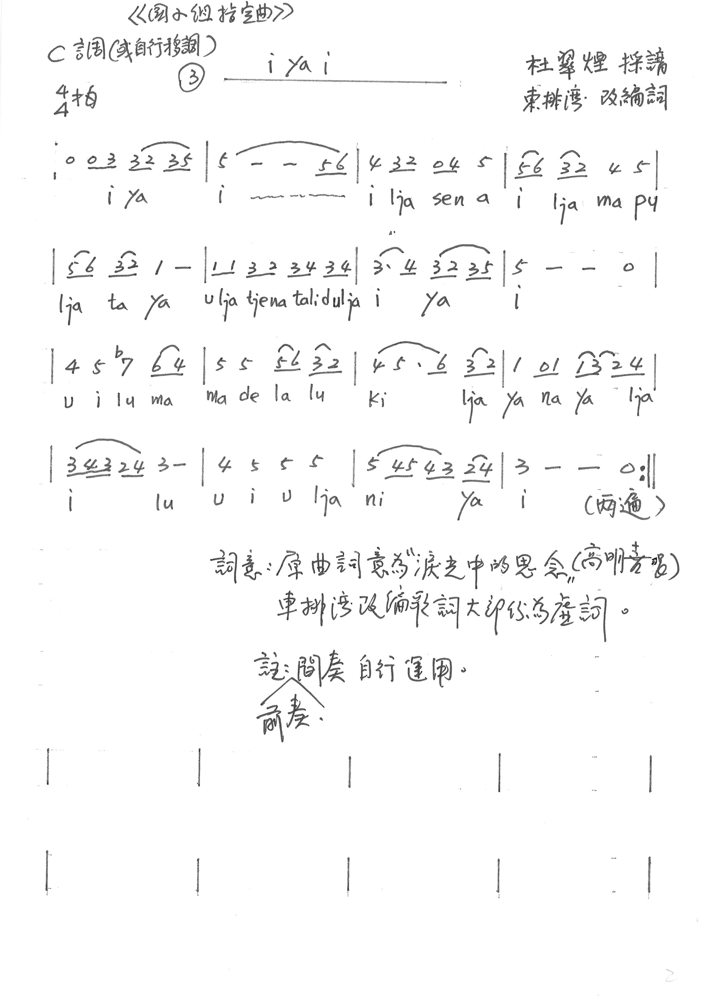 《《國小組指定曲》》
C 調(或自行移調)
③ i ya i
杜翠煙 採譜
4/4拍
東排灣 改編詞
0 0 3 3 2 3 5 | 5 - - 5 6 | 4 3 2 0 4 5 | 5 6 3 2 4 5 |
i ya i i lja sen a i lja ma pu
| 5 6 3 2 1 - | 1 1 3 2 3 4 3 4 | 3 · 4 3 2 3 5 | 5 - - 0 |
lja ta ya u lja tjena talidulja i ya i
| 4 5 b7 6 4 | 5 5 5 6 3 2 | 4 5 · 6 3 2 | 1 0 1 1 3 2 4 |
u i lu ma ma de la lu ki lja ya na ya lja
| 3 4 3 2 4 3 - | 4 5 5 5 | 5 4 5 4 3 2 4 | 3 - - 0 :||
i lu u i u lja ni ya i (兩遍)
詞意:原曲詞意為"淚光中的思念"(高明喜唱)
東排灣改編歌詞大部份為虛詞。
註:間奏自行運用。
前奏.
2